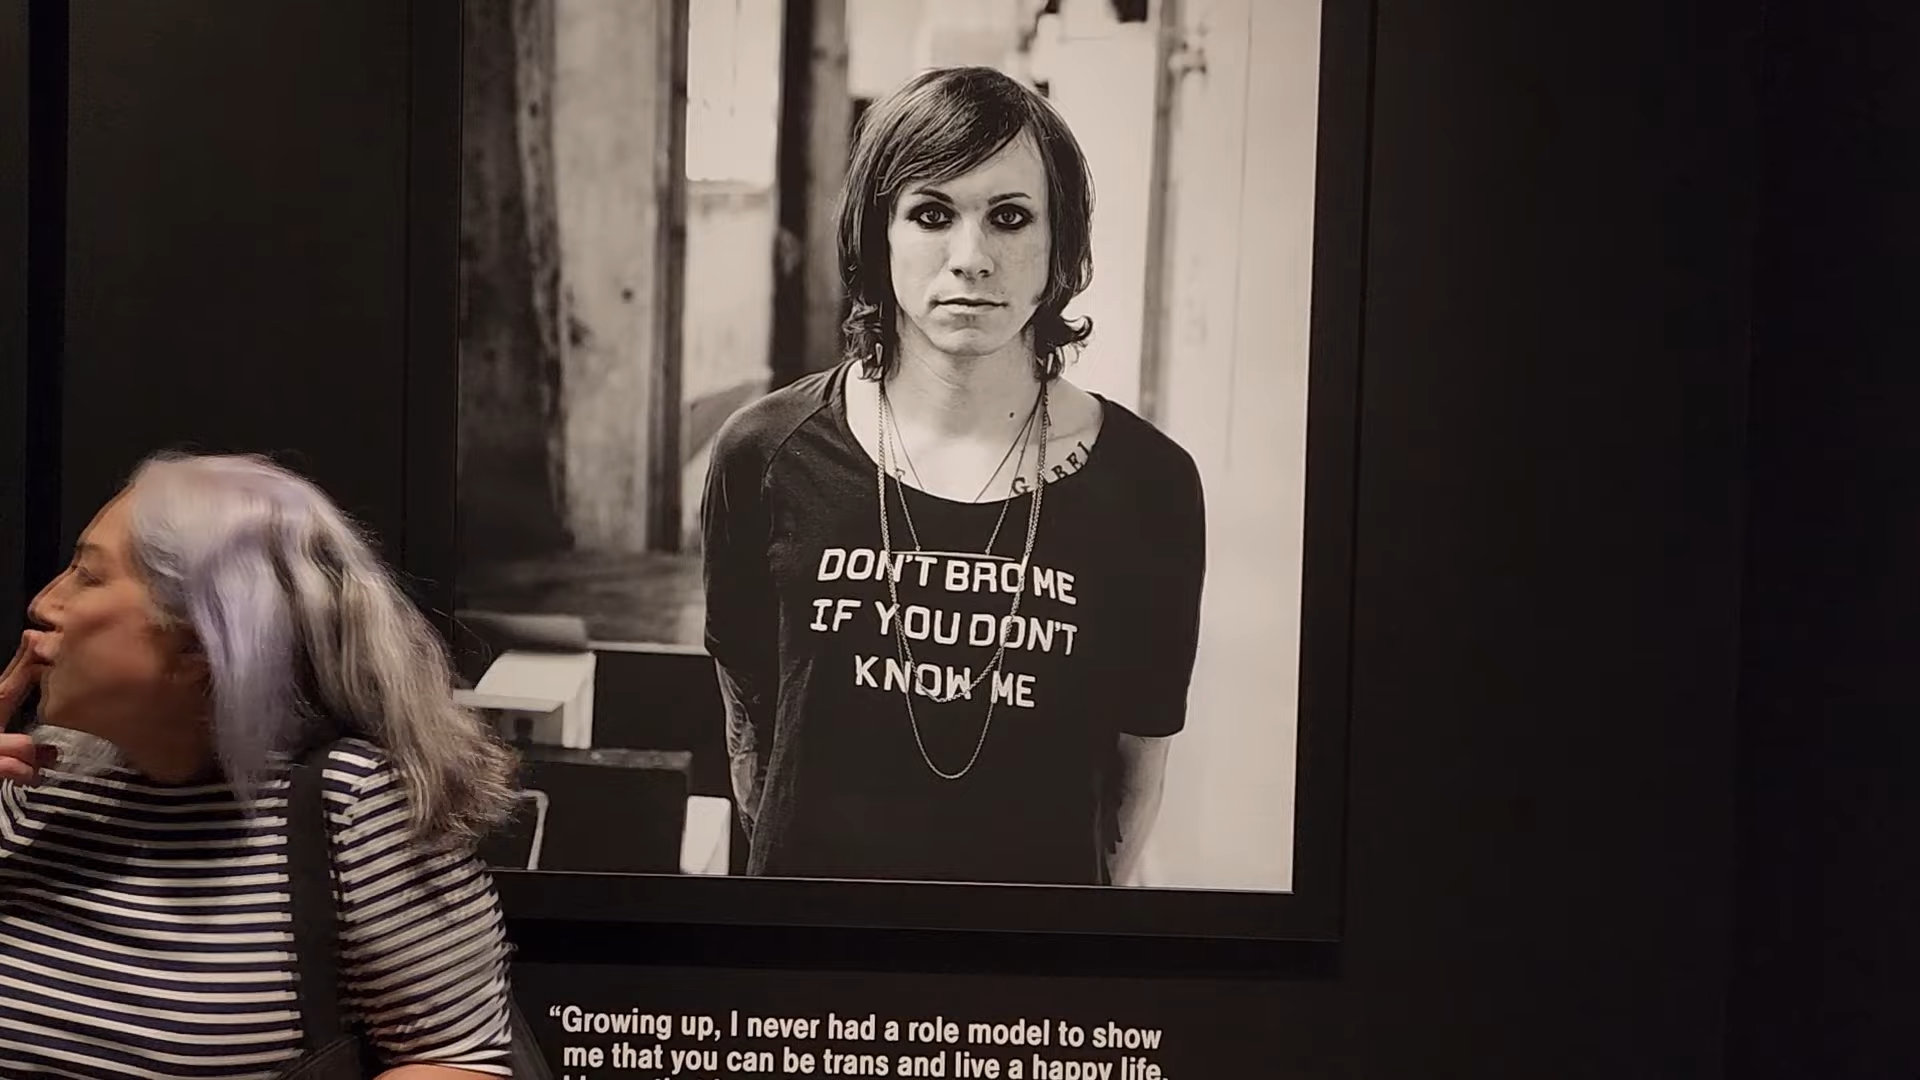 GABEL
DON'T BRO ME
IF YOU DON'T
KNOW ME
“Growing up, I never had a role model to show
me that you can be trans and live a happy life.